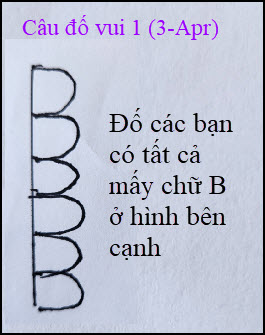 Câu đố vui 1 (3-Apr)
Đố các bạn
có tất cả
mấy chữ B
ở hình bên
cạnh